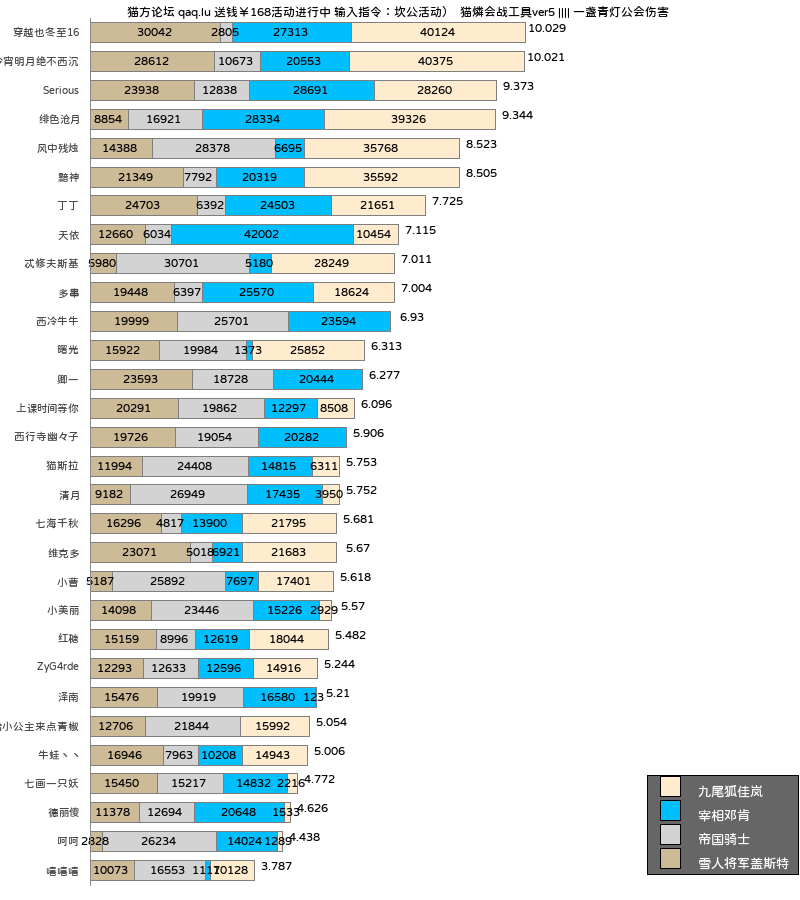 猫方论坛 qaq.lu 送钱￥168活动进行中 输入指令：坎公活动） 猫燐会战工具ver5 |||| 一盏青灯公会伤害
穿越也冬至16 30042 2805 27313 40124 10.029
宵明月绝不西沉 28612 10673 20553 40375 10.021
Serious 23938 12838 28691 28260 9.373
绯色沧月 8854 16921 28334 39326 9.344
风中残烛 14388 28378 6695 35768 8.523
黯神 21349 7792 20319 35592 8.505
丁丁 24703 6392 24503 21651 7.725
天依 12660 6034 42002 10454 7.115
忒修夫斯基 5980 30701 5180 28249 7.011
多串 19448 6397 25570 18624 7.004
西冷牛牛 19999 25701 23594 6.93
曙光 15922 19984 1373 25852 6.313
卿一 23593 18728 20444 6.277
上课时间等你 20291 19862 12297 8508 6.096
西行寺幽々子 19726 19054 20282 5.906
猫斯拉 11994 24408 14815 6311 5.753
清月 9182 26949 17435 3950 5.752
七海千秋 16296 4817 13900 21795 5.681
维克多 23071 5018 6921 21683 5.67
小曹 5187 25892 7697 17401 5.618
小美丽 14098 23446 15226 2929 5.57
红糖 15159 8996 12619 18044 5.482
ZyG4rde 12293 12633 12596 14916 5.244
泽南 15476 19919 16580 123 5.21
小公主来点青椒 12706 21844 15992 5.054
牛蛙丶丶 16946 7963 10208 14943 5.006
七画一只妖 15450 15217 14832 2216 4.772
德丽傻 11378 12694 20648 1533 4.626
呵呵 2828 26234 14024 1289 4.438
嘻嘻嘻 10073 16553 1117 10128 3.787
九尾狐佳岚
宰相邓肯
帝国骑士
雪人将军盖斯特